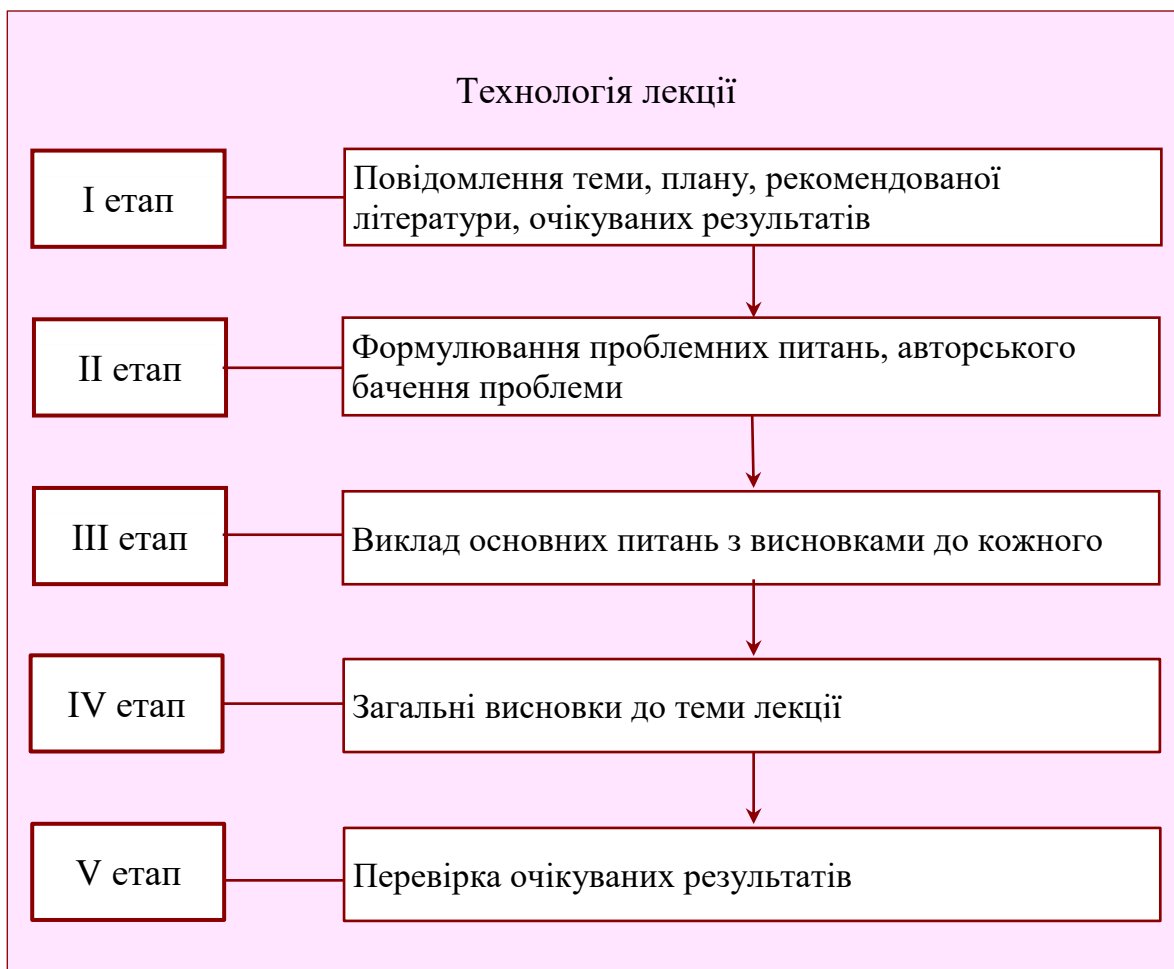 Технологія лекції
І етап
Повідомлення теми, плану, рекомендованої
літератури, очікуваних результатів
ІІ етап
Формулювання проблемних питань, авторського
бачення проблеми
ІІІ етап
Виклад основних питань з висновками до кожного
IV етап
Загальні висновки до теми лекції
V етап
Перевірка очікуваних результатів